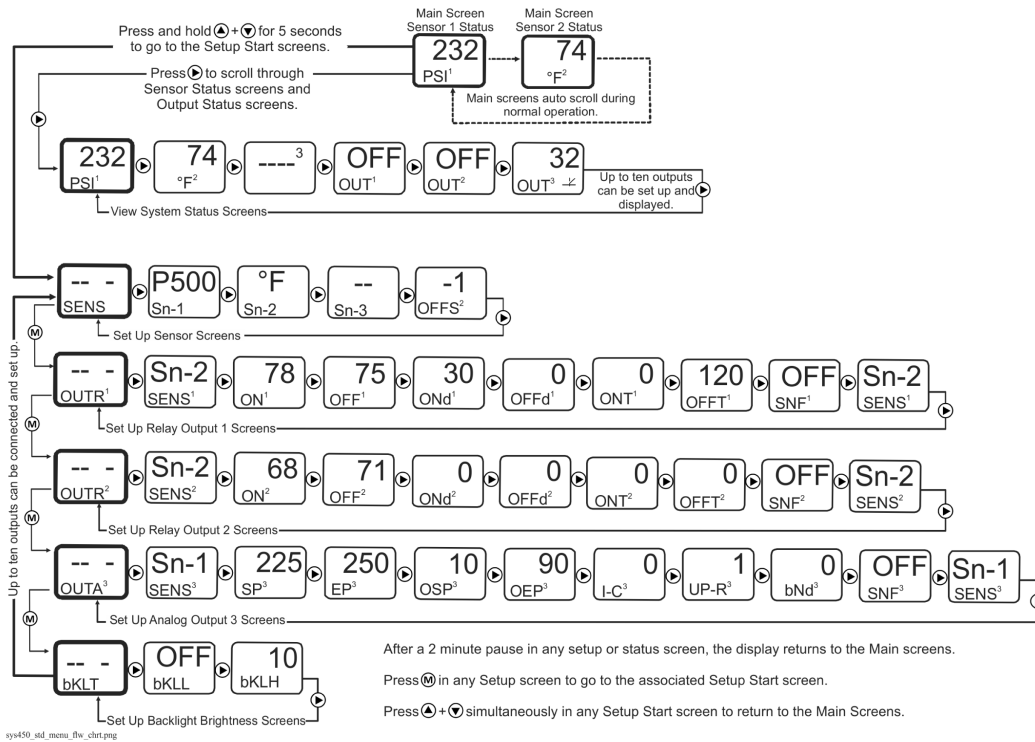 Main Screen
Sensor 1 Status
Main Screen
Sensor 2 Status
Press and hold ▲+▼ for 5 seconds
to go to the Setup Start screens.
232
PSI¹
74
°F²
Press ▶ to scroll through
Sensor Status screens and
Output Status screens.
Main screens auto scroll during
normal operation.
232
PSI¹
74
°F²
----³
OFF
OUT¹
OFF
OUT²
32
OUT³
Up to ten outputs
can be set up and
displayed.
View System Status Screens
-- -
SENS
P500
Sn-1
°F
Sn-2
--
Sn-3
-1
OFFS²
Set Up Sensor Screens
M
Up to ten outputs can be connected and set up.
-- -
OUTR¹
Sn-2
SENS¹
78
ON¹
75
OFF¹
30
ONd¹
0
OFFd¹
0
ONT¹
120
OFFT¹
OFF
SNF¹
Sn-2
SENS¹
Set Up Relay Output 1 Screens
M
-- -
OUTR²
Sn-2
SENS²
68
ON²
71
OFF²
0
ONd²
0
OFFd²
0
ONT²
0
OFFT²
OFF
SNF²
Sn-2
SENS²
Set Up Relay Output 2 Screens
M
-- -
OUTA³
Sn-1
SENS³
225
SP³
250
EP³
10
OSP³
90
OEP³
0
I-C³
1
UP-R³
0
bNd³
OFF
SNF³
Sn-1
SENS³
Set Up Analog Output 3 Screens
M
-- -
bKLT
OFF
bKLL
10
bKLH
Set Up Backlight Brightness Screens
After a 2 minute pause in any setup or status screen, the display returns to the Main screens.
Press Ⓜ in any Setup screen to go to the associated Setup Start screen.
Press ▲+▼ simultaneously in any Setup Start screen to return to the Main Screens.
sys450_std_menu_flw_chrt.png